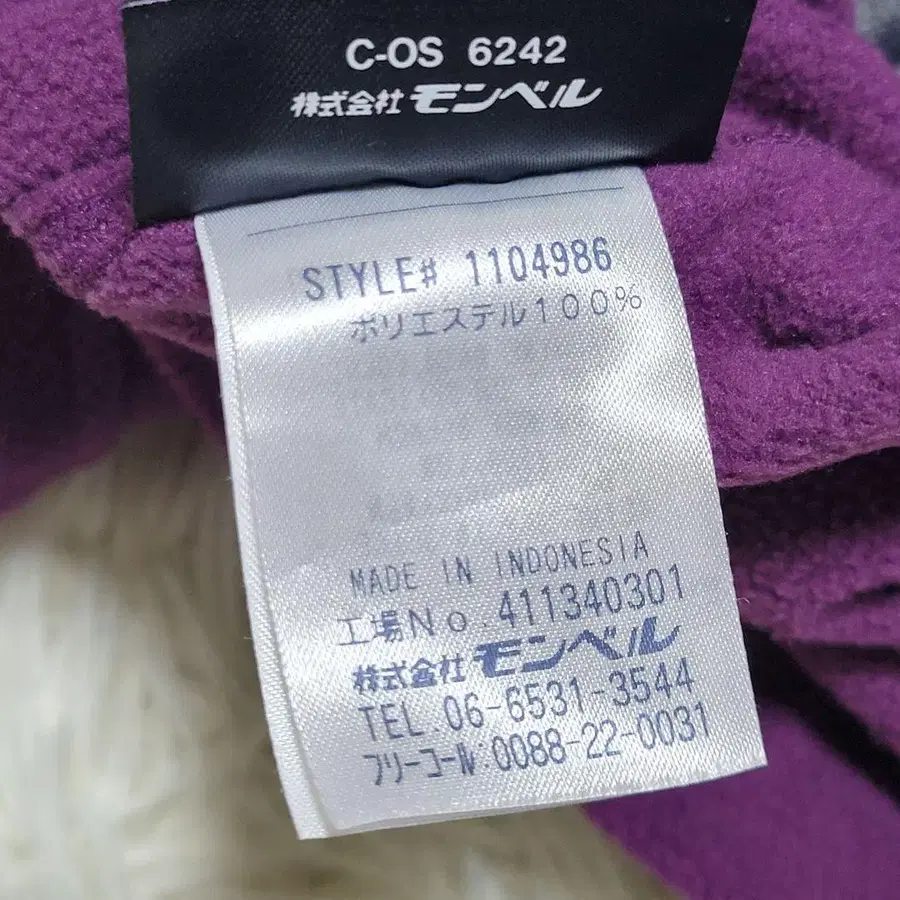 C-OS 6242
株式会社 モンベル
STYLE# 1104986
ポリエステル100%
MADE IN INDONESIA
工場No.411340301
株式会社 モンベル
TEL.06-6531-3544
フリーコール:0088-22-0031